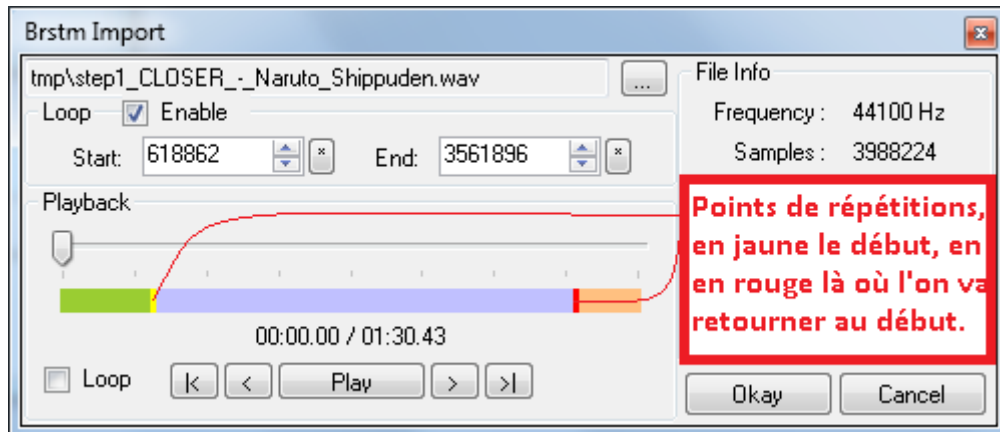 Brstm Import
tmp\step1_CLOSER_-_Naruto_Shippuden.wav
...
File Info
Frequency : 44100 Hz
Samples : 3988224
Loop Enable
Start: 618862 * End: 3561896 *
Playback
Points de répétitions,
en jaune le début, en
en rouge là où l'on va
retourner au début.
00:00.00 / 01:30.43
Loop |< < Play > >|
Okay Cancel